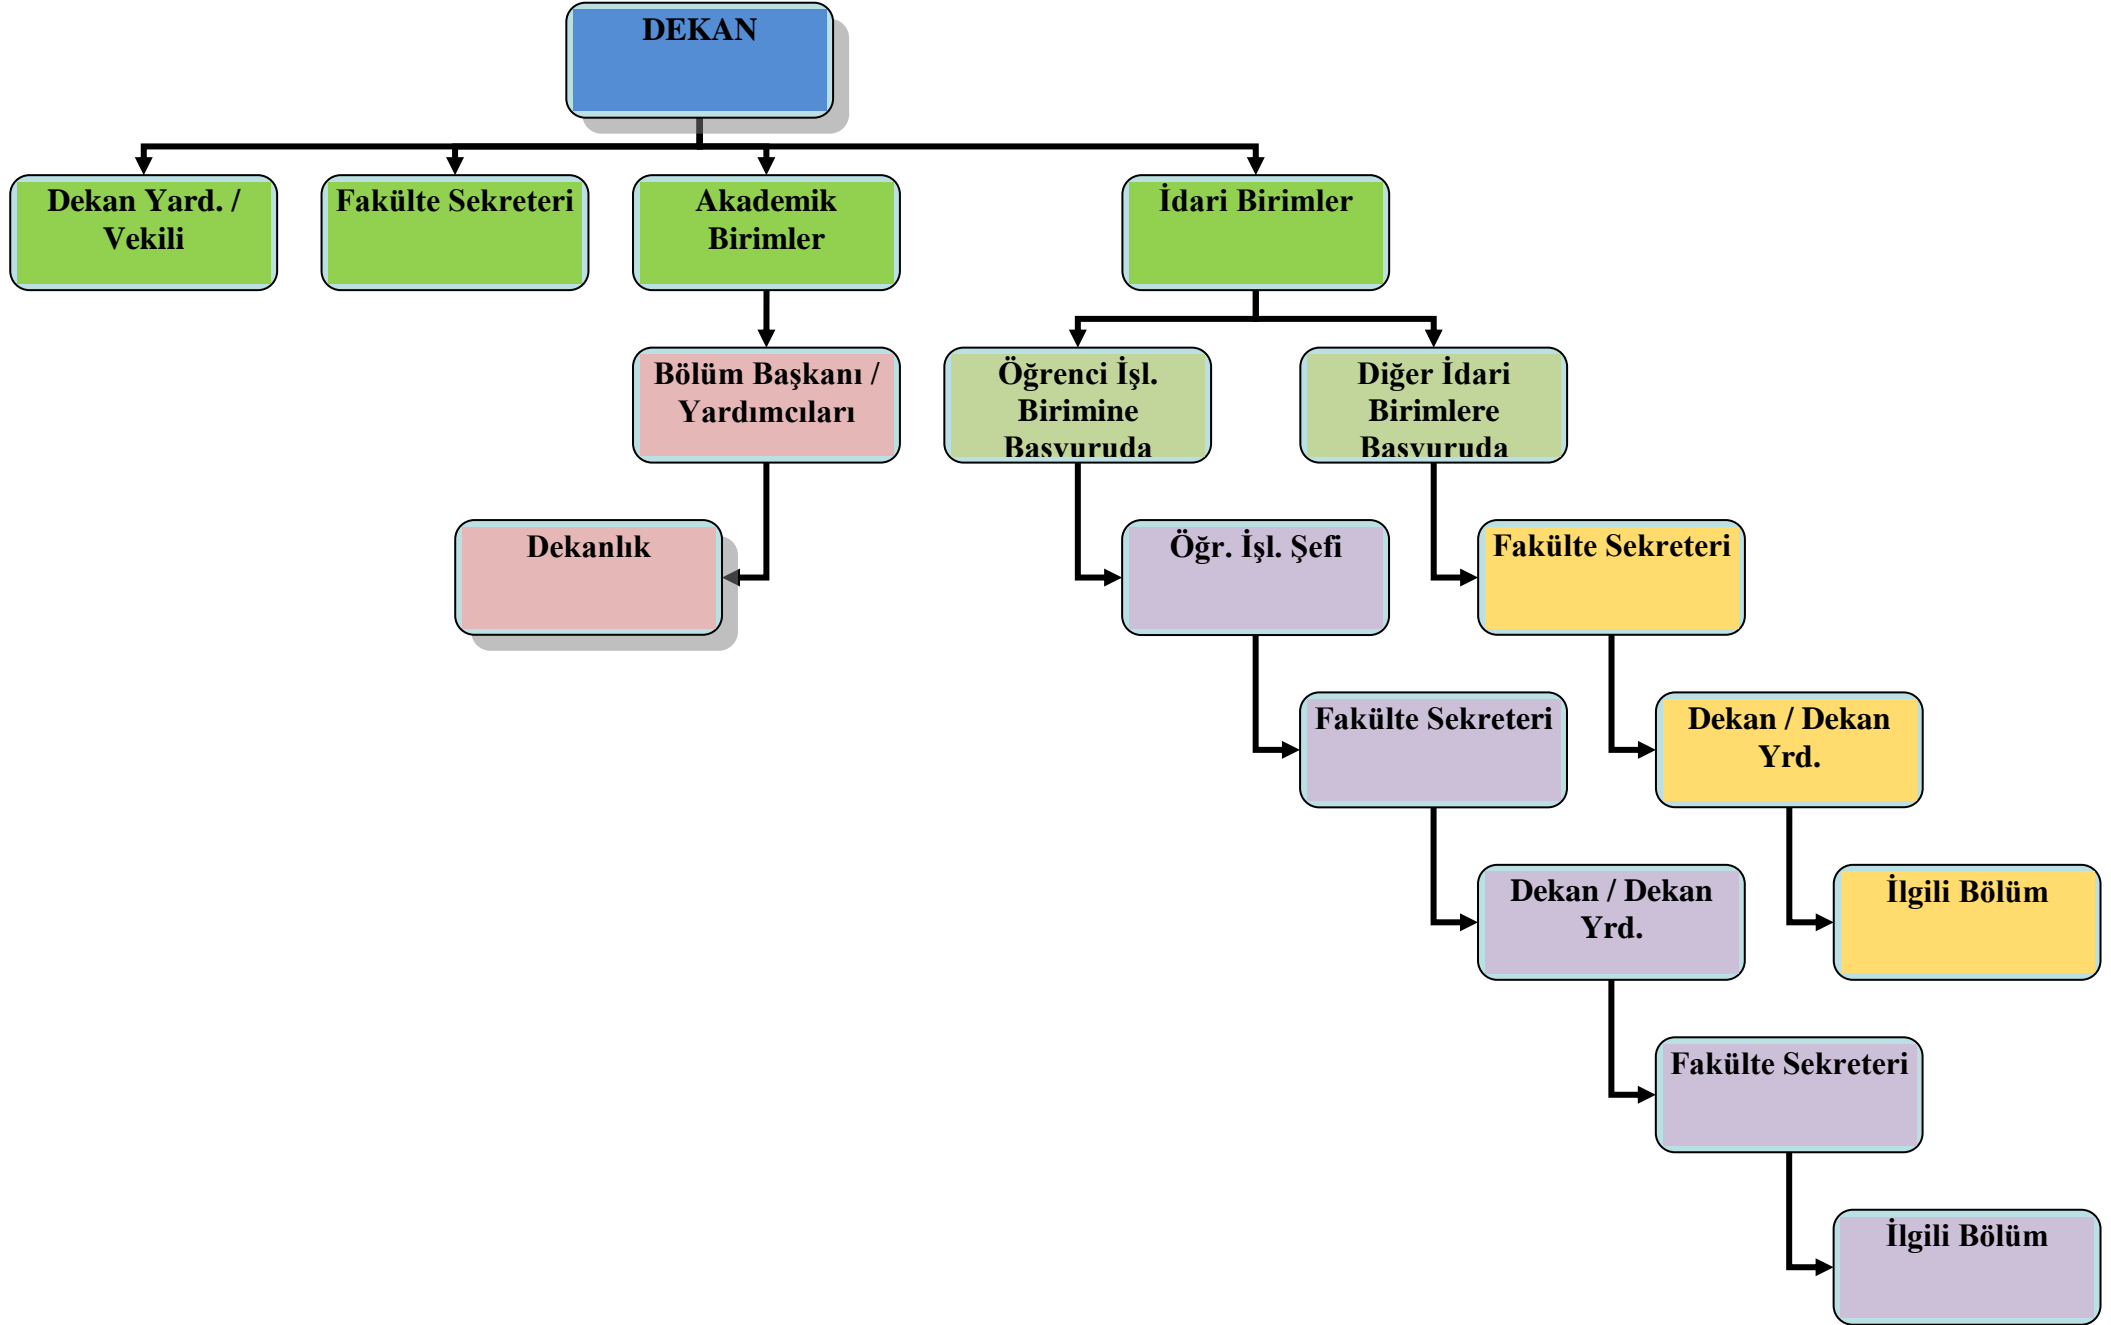 DEKAN
Dekan Yard. /
Vekili
Fakülte Sekreteri
Akademik
Birimler
İdari Birimler
Bölüm Başkanı /
Yardımcıları
Öğrenci İşl.
Birimine
Başvuruda
Diğer İdari
Birimlere
Başvuruda
Dekanlık
Öğr. İşl. Şefi
Fakülte Sekreteri
Fakülte Sekreteri
Dekan / Dekan
Yrd.
Dekan / Dekan
Yrd.
İlgili Bölüm
Fakülte Sekreteri
İlgili Bölüm